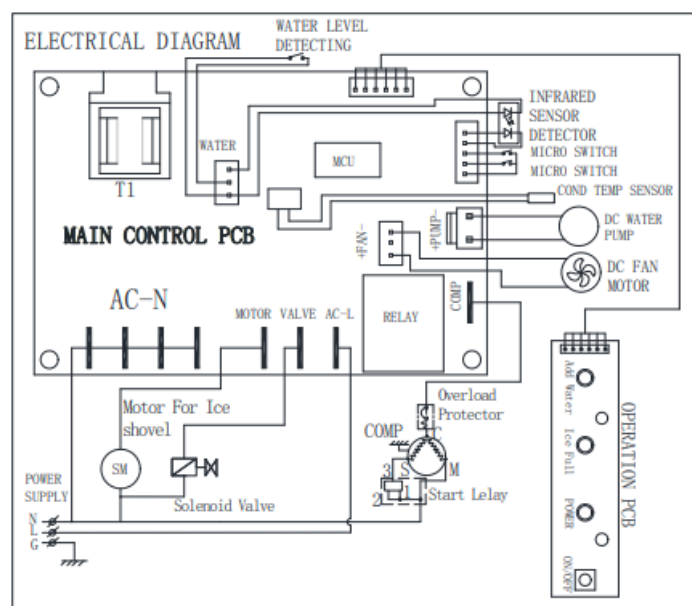 ELECTRICAL DIAGRAM
WATER LEVEL
DETECTING
T1
WATER
MCU
INFRARED
SENSOR
DETECTOR
MICRO SWITCH
MICRO SWITCH
COND TEMP SENSOR
MAIN CONTROL PCB
+FAN-
+PUMP-
DC WATER
PUMP
DC FAN
MOTOR
AC-N
MOTOR
VALVE
AC-L
RELAY
COMP
Motor For Ice
shovel
SM
Solenoid Valve
Overload
Protector
COMP
C
3
S
M
1
2
Start Lelay
POWER
SUPPLY
N
L
G
Add Water
Ice Full
POWER
ON/OFF
OPERATION PCB